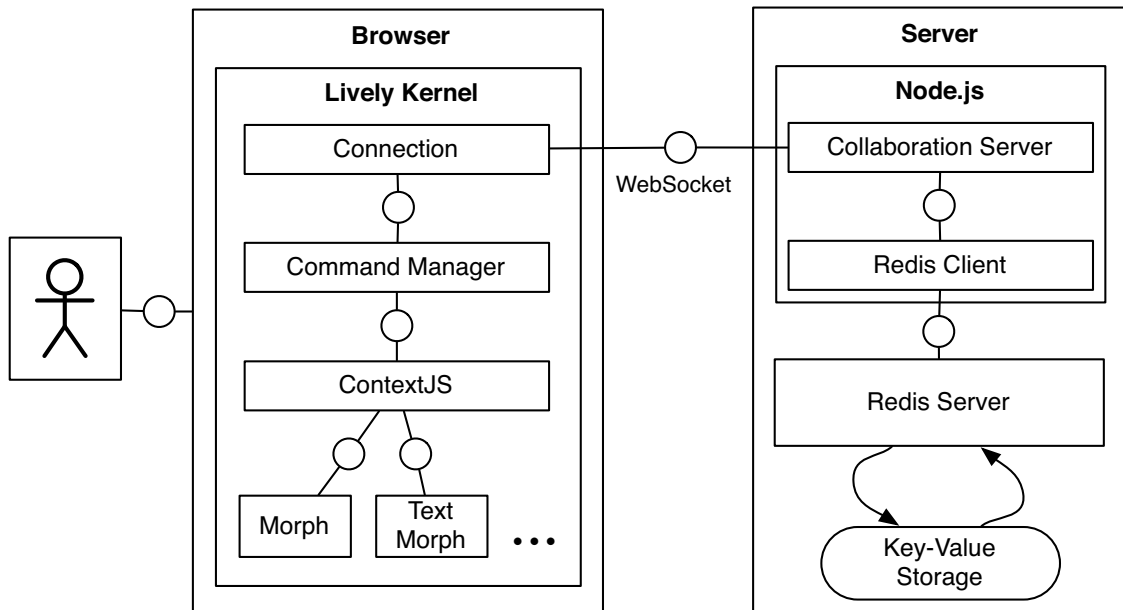 Browser
Lively Kernel
Connection
Command Manager
ContextJS
Morph
Text
Morph
...
WebSocket
Server
Node.js
Collaboration Server
Redis Client
Redis Server
Key-Value
Storage